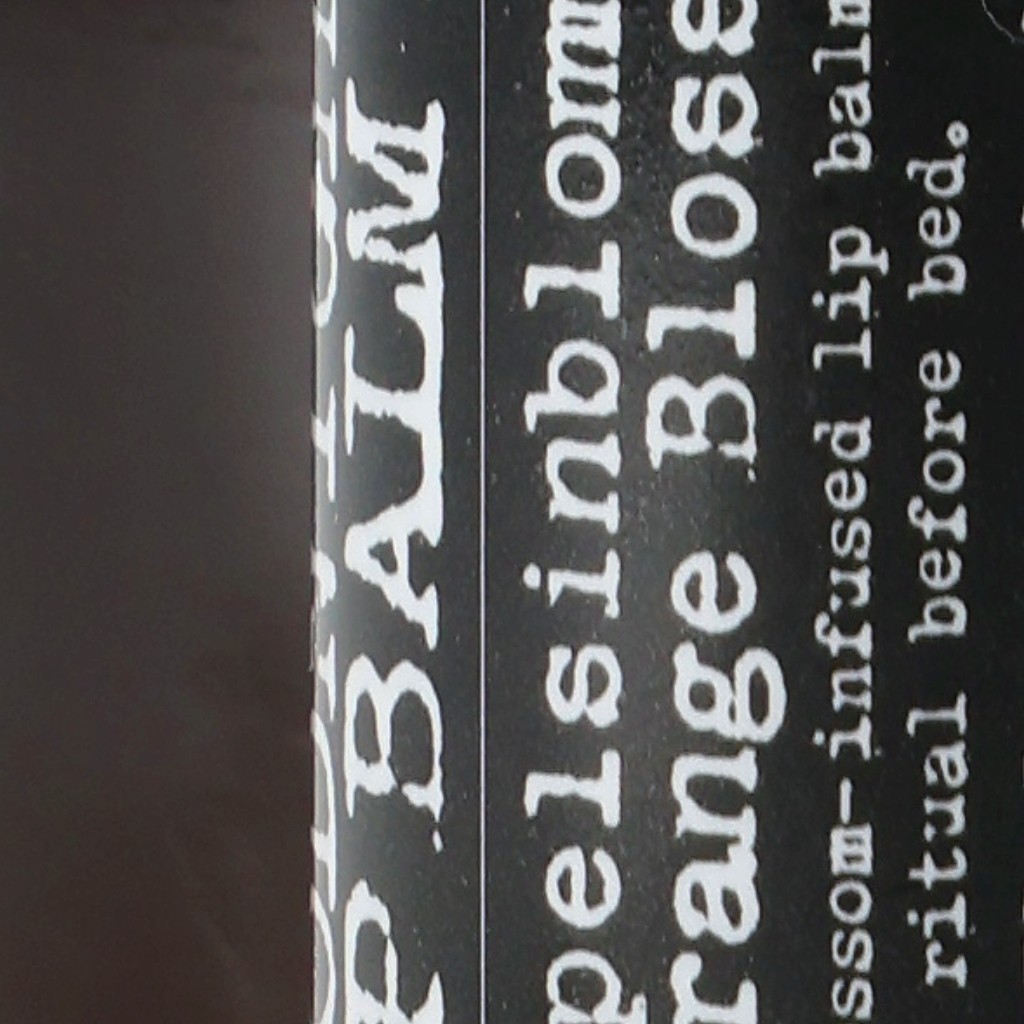 P BALM
pelsinblom
range Bloss
ssom-infused lip balm
ritual before bed.